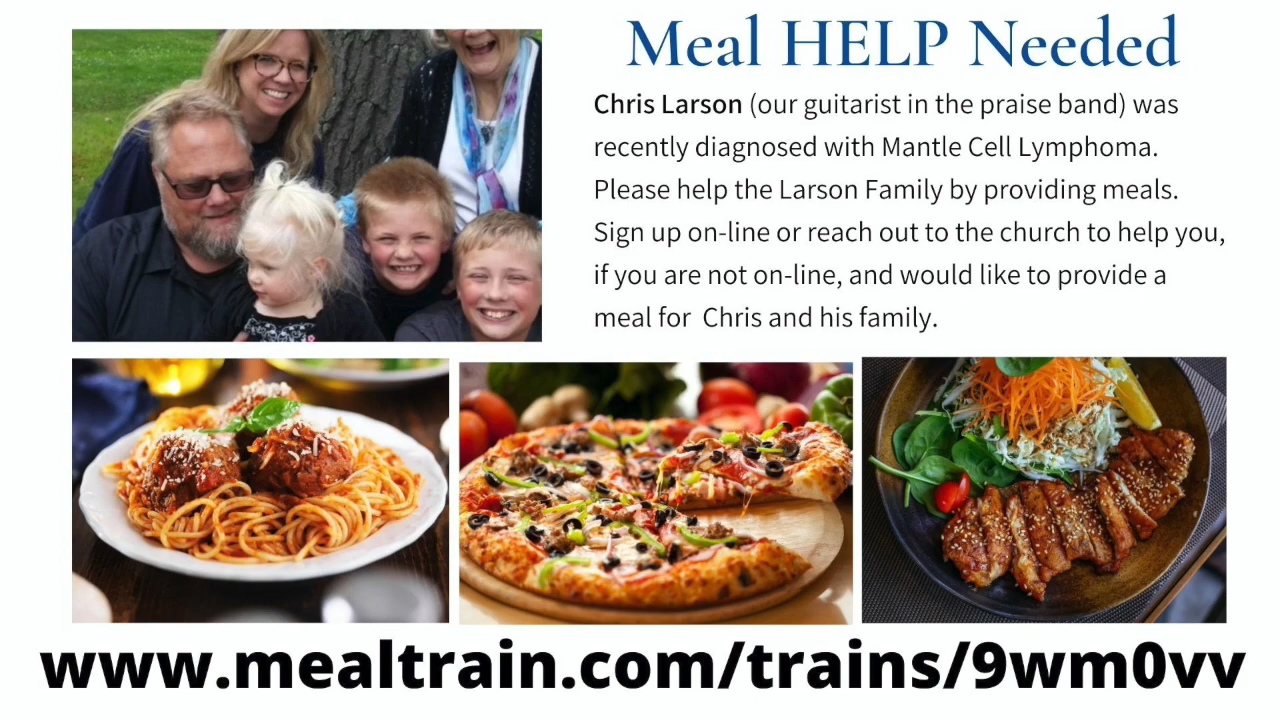 Meal HELP Needed
Chris Larson (our guitarist in the praise band) was
recently diagnosed with Mantle Cell Lymphoma.
Please help the Larson Family by providing meals.
Sign up on-line or reach out to the church to help you,
if you are not on-line, and would like to provide a
meal for  Chris and his family.
www.mealtrain.com/trains/9wm0vv